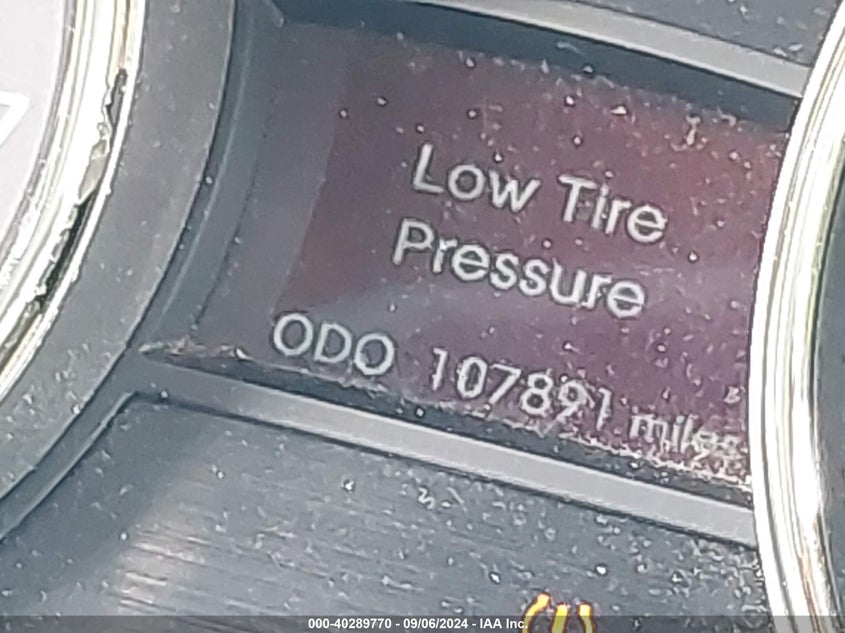 Low Tire
Pressure
ODO 107891 miles
000-40289770 - 09/06/2024 - IAA Inc.